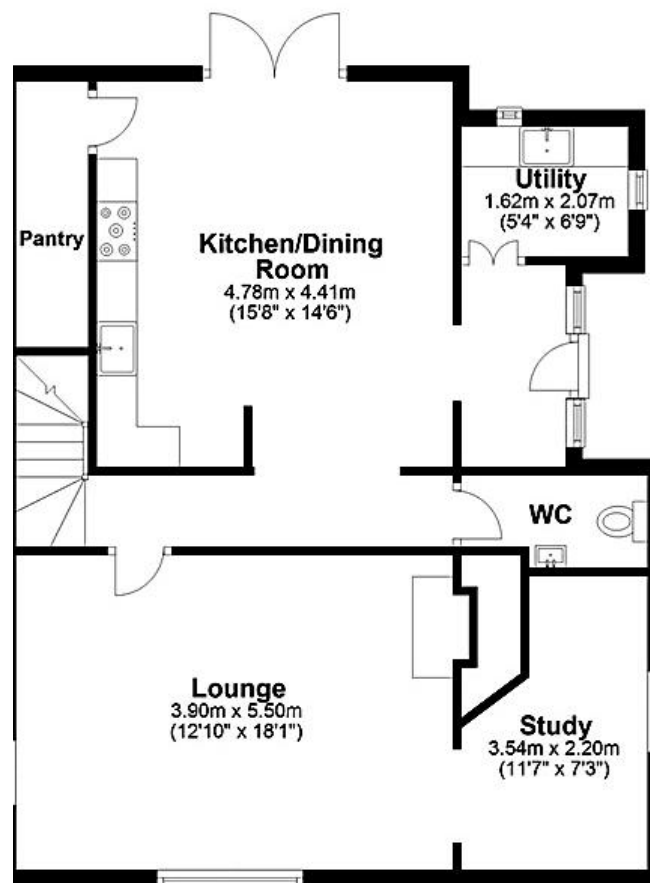 Utility
1.62m x 2.07m
(5'4" x 6'9")
Pantry
Kitchen/Dining
Room
4.78m x 4.41m
(15'8" x 14'6")
WC
Lounge
3.90m x 5.50m
(12'10" x 18'1")
Study
3.54m x 2.20m
(11'7" x 7'3")